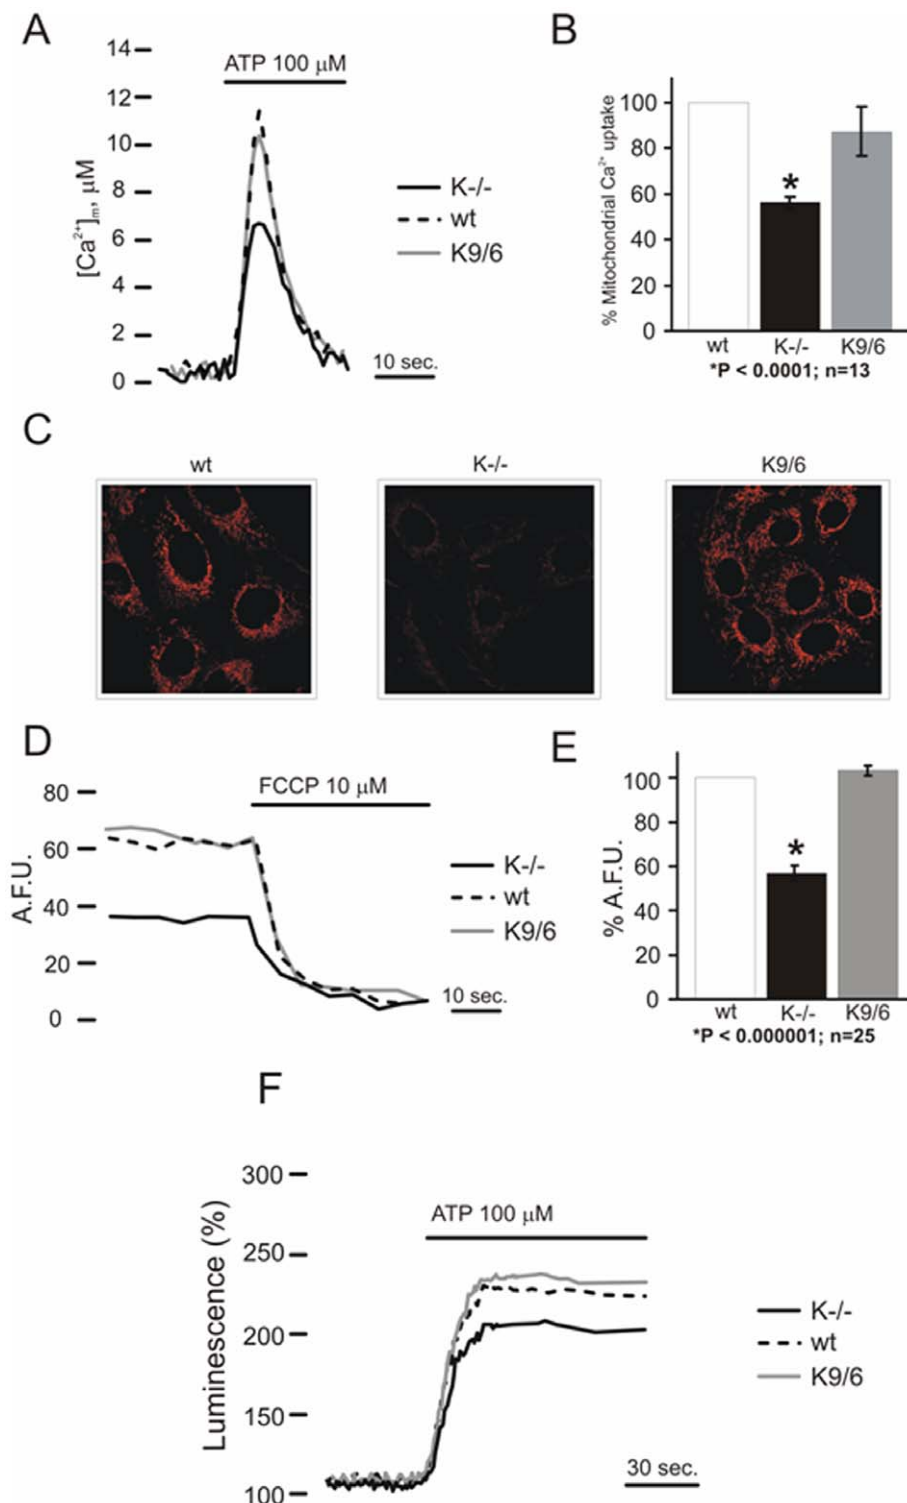 A
14
12
10
8
6
4
2
0
[Ca²⁺]ₘ, μM
ATP 100 μM
K-/-
wt
K9/6
10 sec.
B
% Mitochondrial Ca²⁺ uptake
100
80
60
40
20
0
*
wt K-/- K9/6
*P < 0.0001; n=13
C
wt K-/- K9/6
D
80
60
40
20
0
A.F.U.
FCCP 10 μM
K-/-
wt
K9/6
10 sec.
E
% A.F.U.
100
80
60
40
20
0
*
wt K-/- K9/6
*P < 0.000001; n=25
F
300
250
200
150
100
Luminescence (%)
ATP 100 μM
K-/-
wt
K9/6
30 sec.